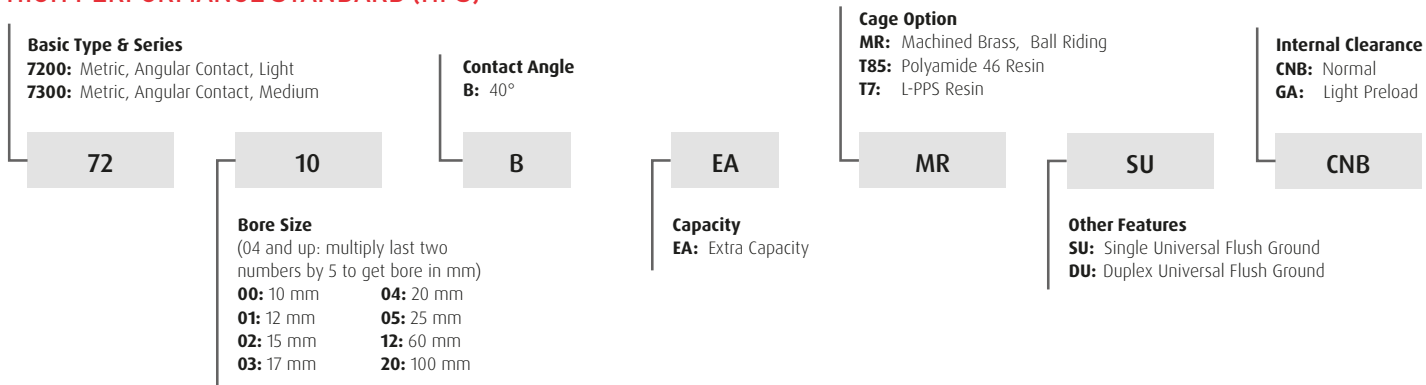 Basic Type & Series
7200: Metric, Angular Contact, Light
7300: Metric, Angular Contact, Medium
Contact Angle
B: 40°
Cage Option
MR: Machined Brass, Ball Riding
T85: Polyamide 46 Resin
T7: L-PPS Resin
Internal Clearance
CNB: Normal
GA: Light Preload
72
10
B
EA
MR
SU
CNB
Bore Size
(04 and up: multiply last two
numbers by 5 to get bore in mm)
00: 10 mm 04: 20 mm
01: 12 mm 05: 25 mm
02: 15 mm 12: 60 mm
03: 17 mm 20: 100 mm
Capacity
EA: Extra Capacity
Other Features
SU: Single Universal Flush Ground
DU: Duplex Universal Flush Ground